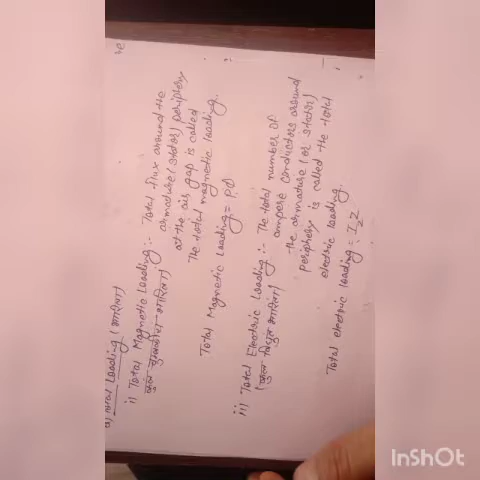 a) Total Loading (भारिता)
i) Total Magnetic Loading :- Total flux around the
(कुल चुम्बकीय भारिता) armature (stator) periphery
at the air gap is called
the total magnetic loading.
Total Magnetic Loading = PΦ
ii) Total Electric Loading :- The total number of
(कुल विद्युत भारिता) ampere conductors around
the armature (or stator)
periphery is called the total
electric loading.
Total electric loading = IzZ
InShOt